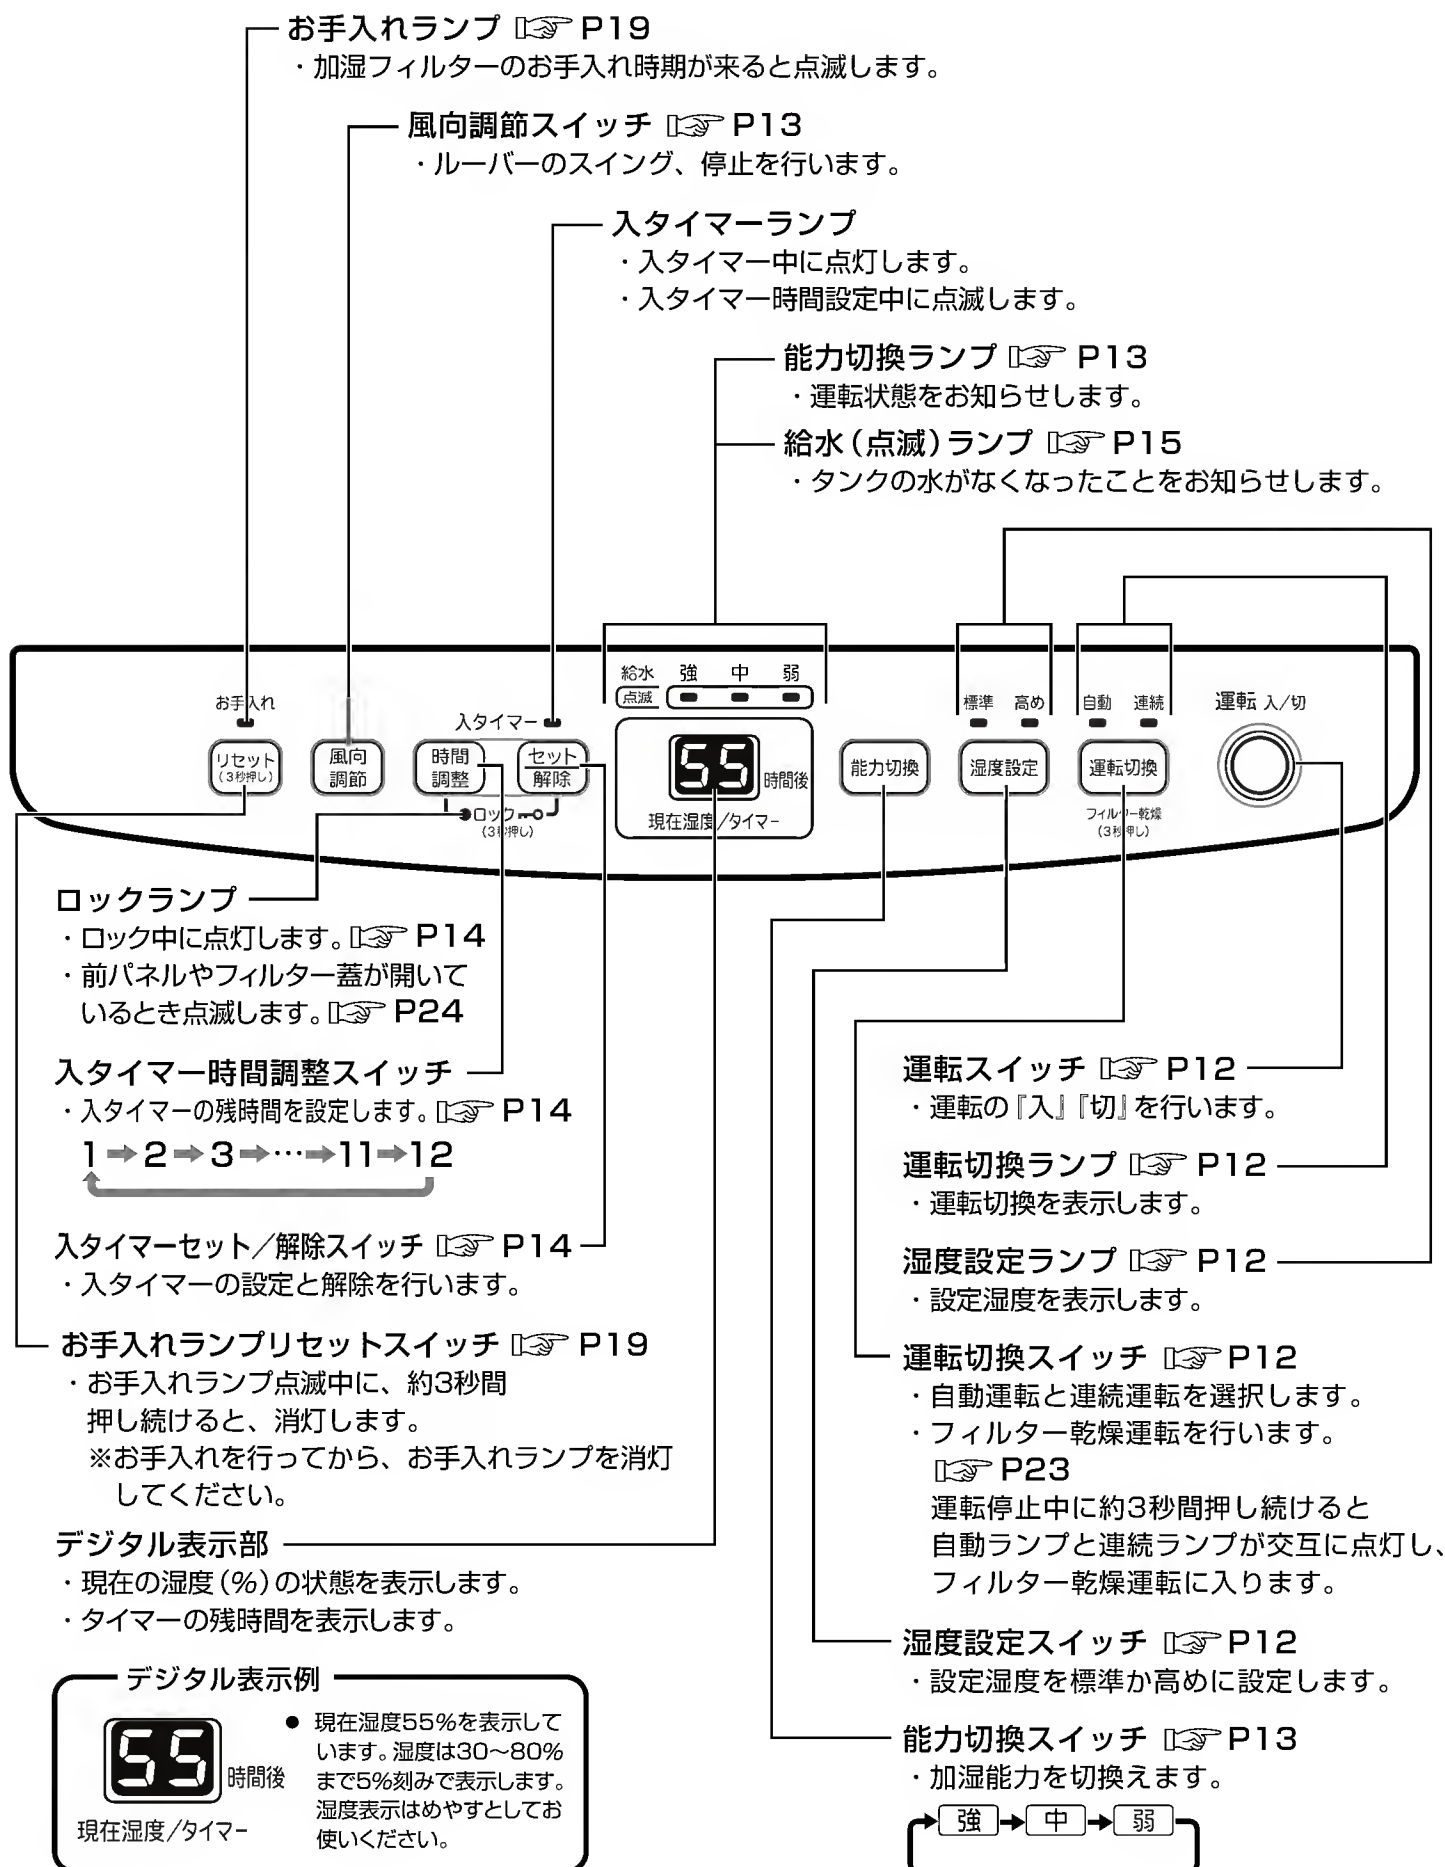 お手入れランプ ☞ P19
・加湿フィルターのお手入れ時期が来ると点滅します。
風向調節スイッチ ☞ P13
・ルーバーのスイング、停止を行います。
入タイマーランプ
・入タイマー中に点灯します。
・入タイマー時間設定中に点滅します。
能力切換ランプ ☞ P13
・運転状態をお知らせします。
給水（点滅）ランプ ☞ P15
・タンクの水がなくなったことをお知らせします。
給水 強 中 弱
点滅
お手入れ
入タイマー
標準 高め
自動 連続
運転 入/切
リセット
（3秒押し）
風向
調節
時間
調整
セット
解除
55 時間後
現在湿度/タイマー
能力切換
湿度設定
運転切換
ロック
（3秒押し）
フィルター乾燥
（3秒押し）
ロックランプ
・ロック中に点灯します。☞ P14
・前パネルやフィルター蓋が開いて
いるとき点滅します。☞ P24
入タイマー時間調整スイッチ
・入タイマーの残時間を設定します。☞ P14
1➡2➡3➡…➡11➡12
入タイマーセット／解除スイッチ ☞ P14
・入タイマーの設定と解除を行います。
お手入れランプリセットスイッチ ☞ P19
・お手入れランプ点滅中に、約3秒間
押し続けると、消灯します。
※お手入れを行ってから、お手入れランプを消灯
してください。
デジタル表示部
・現在の湿度（%）の状態を表示します。
・タイマーの残時間を表示します。
デジタル表示例
55 時間後
現在湿度/タイマー
● 現在湿度55%を表示して
います。湿度は30〜80%
まで5%刻みで表示します。
湿度表示はめやすとしてお
使いください。
運転スイッチ ☞ P12
・運転の『入』『切』を行います。
運転切換ランプ ☞ P12
・運転切換を表示します。
湿度設定ランプ ☞ P12
・設定湿度を表示します。
運転切換スイッチ ☞ P12
・自動運転と連続運転を選択します。
・フィルター乾燥運転を行います。
☞ P23
運転停止中に約3秒間押し続けると
自動ランプと連続ランプが交互に点灯し、
フィルター乾燥運転に入ります。
湿度設定スイッチ ☞ P12
・設定湿度を標準か高めに設定します。
能力切換スイッチ ☞ P13
・加湿能力を切換えます。
強➡中➡弱